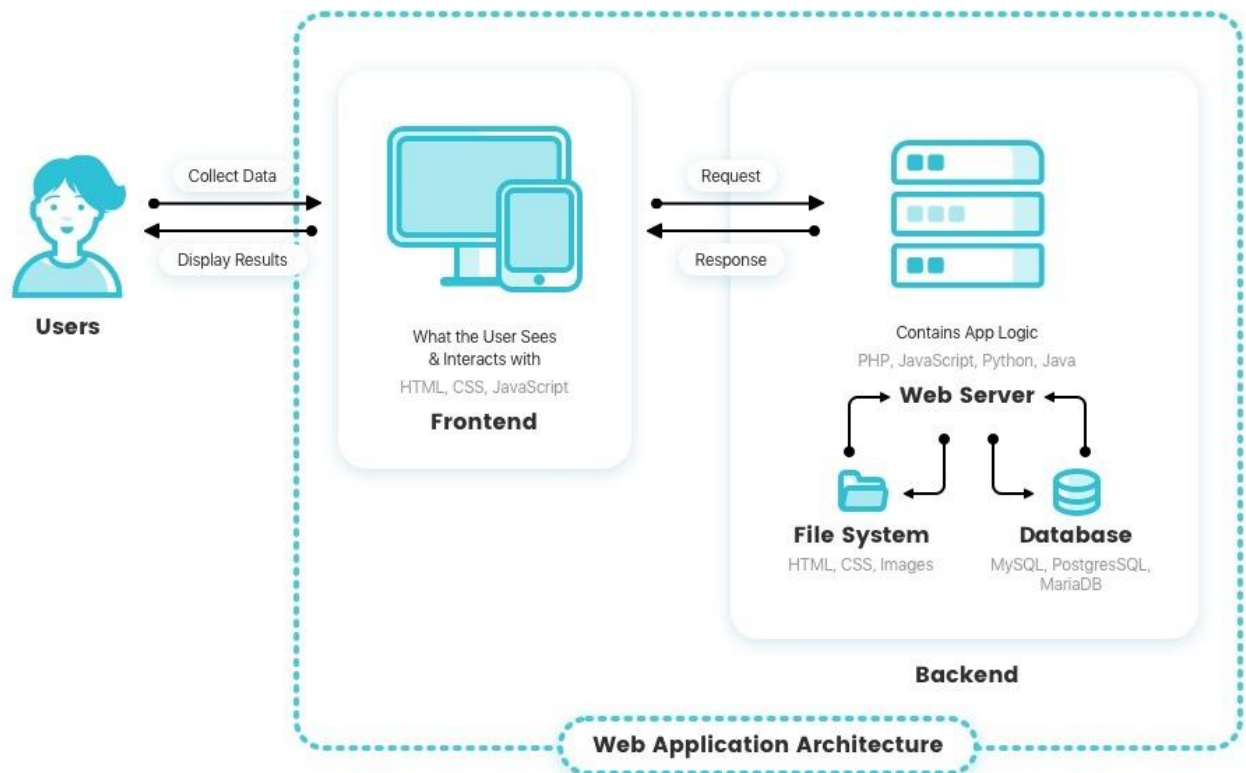 Collect Data
Display Results
Users
What the User Sees
& Interacts with
HTML, CSS, JavaScript
Frontend
Request
Response
Contains App Logic
PHP, JavaScript, Python, Java
Web Server
File System
HTML, CSS, Images
Database
MySQL, PostgresSQL,
MariaDB
Backend
Web Application Architecture